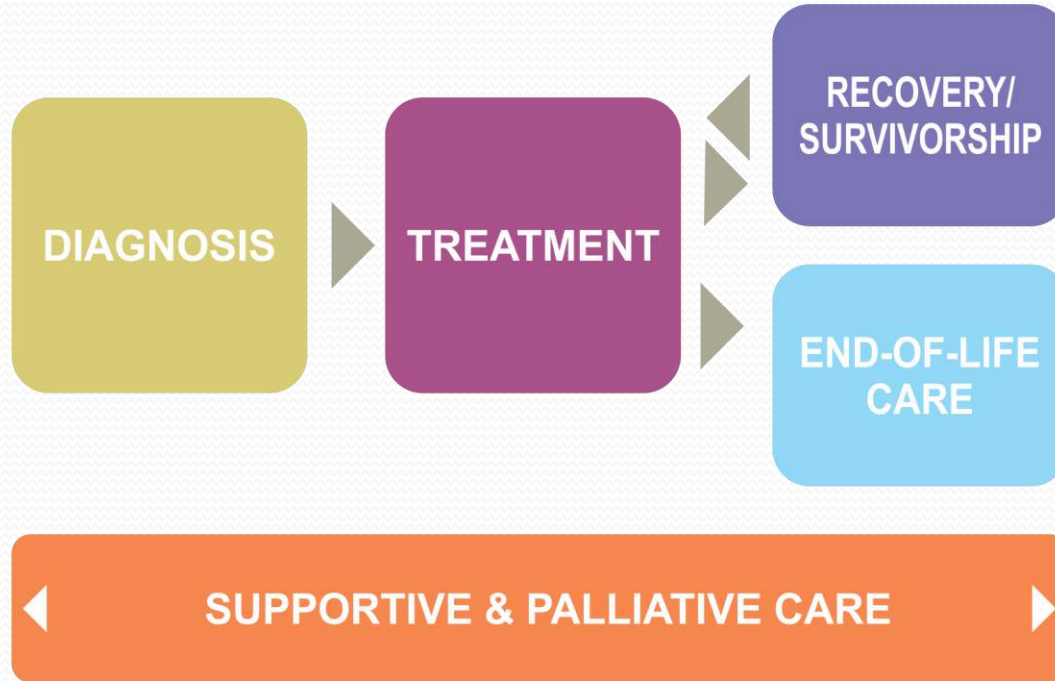 DIAGNOSIS
TREATMENT
RECOVERY/
SURVIVORSHIP
END-OF-LIFE
CARE
SUPPORTIVE & PALLIATIVE CARE